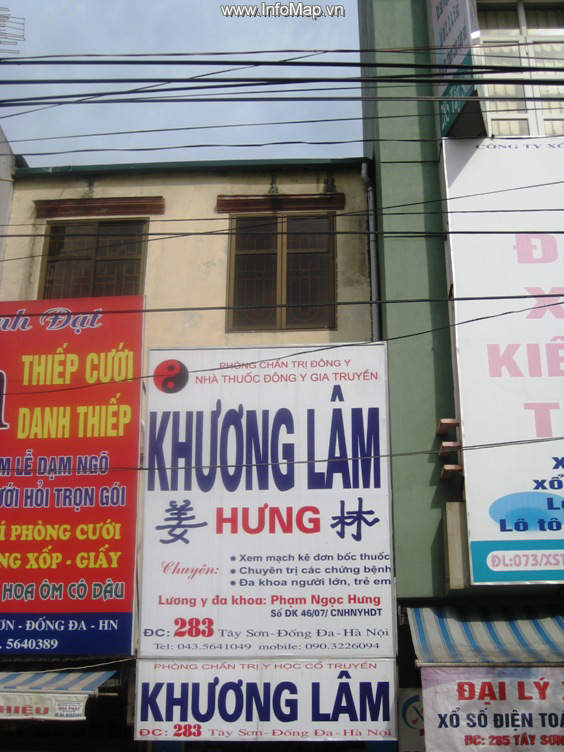 www.InfoMap.vn
CÔNG TY XỔ
Đạt
THIẾP CƯỚI
DANH THIẾP
LỄ DẠM NGÕ
HỎI TRỌN GÓI
PHÒNG CƯỚI
XỐP - GIẤY
HOA ÔM CÔ DÂU
ĐỐNG ĐA - HN
5640389
PHÒNG CHẨN TRỊ ĐÔNG Y
NHÀ THUỐC ĐÔNG Y GIA TRUYỀN
KHƯƠNG LÂM
姜 HƯNG 林
Chuyên:
• Xem mạch kê đơn bốc thuốc
• Chuyên trị các chứng bệnh
• Đa khoa người lớn, trẻ em
Lương y đa khoa: Phạm Ngọc Hưng
Số ĐK 46/07/ CNHNYHDT
ĐC: 283 Tây Sơn-Đống Đa-Hà Nội
Tel: 043.5641049 mobile: 090.3226094
PHÒNG CHẨN TRỊ Y HỌC CỔ TRUYỀN
KHƯƠNG LÂM
ĐC: 283 Tây Sơn-Đống Đa-Hà Nội
Lô tô
ĐL:073/XST
ĐẠI LÝ
XỔ SỐ ĐIỆN TOÁ
ĐC: 285 TÂY SƠN